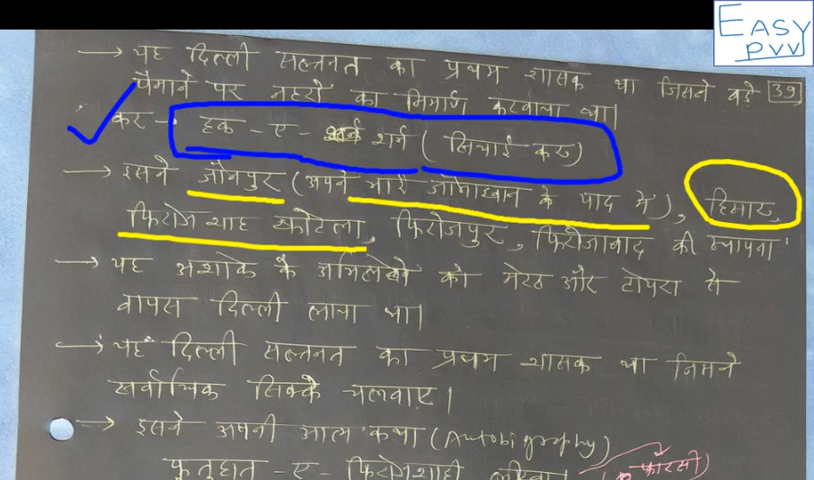 EASY
PVV
→ यह दिल्ली सल्तनत का प्रथम शासक था जिसने बड़े 39
पैमाने पर नहरों का निर्माण करवाया था।
कर - हक - ए - शर्ब (सिंचाई कर)
→ इसने जौनपुर (अपने भाई जौनाखान के याद में), हिसार,
फिरोजशाह कोटला, फिरोजपुर, फिरोजाबाद की स्थापना
→ यह अशोक के अभिलेखों को मेरठ और टोपरा से
वापस दिल्ली लाया था।
→ यह दिल्ली सल्तनत का प्रथम शासक था जिसने
सर्वाधिक सिक्के चलवाए।
→ इसने अपनी आत्मकथा (Autobiography)
फुतुहात - ए - फिरोजशाही लिखा। (फारसी)